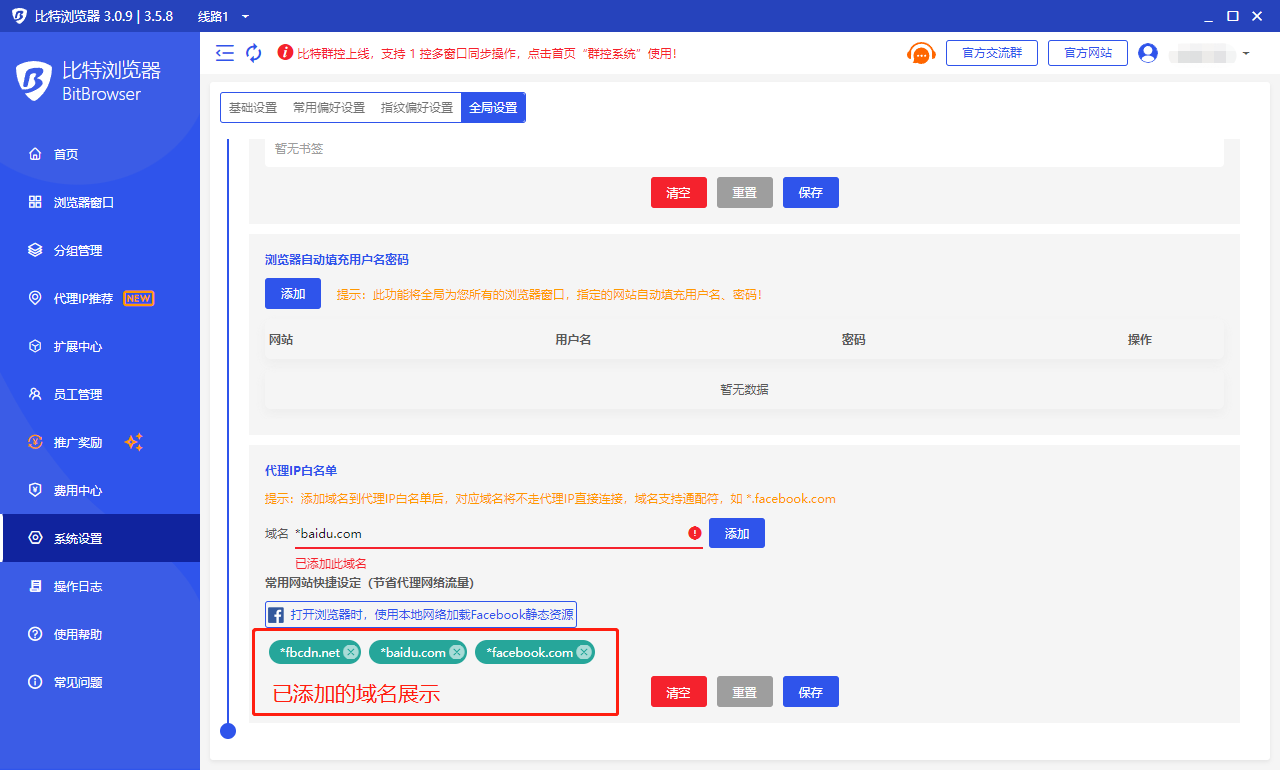 比特浏览器 3.0.9 | 3.5.8 线路1
比特浏览器
BitBrowser
首页
浏览器窗口
分组管理
代理IP推荐 NEW
扩展中心
员工管理
推广奖励
费用中心
系统设置
操作日志
使用帮助
常见问题
比特群控上线，支持 1 控多窗口同步操作，点击首页“群控系统”使用!
官方交流群 官方网站
基础设置 常用偏好设置 指纹偏好设置 全局设置
暂无书签
清空 重置 保存
浏览器自动填充用户名密码
添加 提示：此功能将全局为您所有的浏览器窗口，指定的网站自动填充用户名、密码!
网站 用户名 密码 操作
暂无数据
代理IP白名单
提示：添加域名到代理IP白名单后，对应域名将不走代理IP直接连接，域名支持通配符，如 *.facebook.com
域名 *baidu.com 添加
已添加此域名
常用网站快捷设定（节省代理网络流量）
打开浏览器时，使用本地网络加载Facebook静态资源
*fbcdn.net *baidu.com *facebook.com
已添加的域名展示
清空 重置 保存